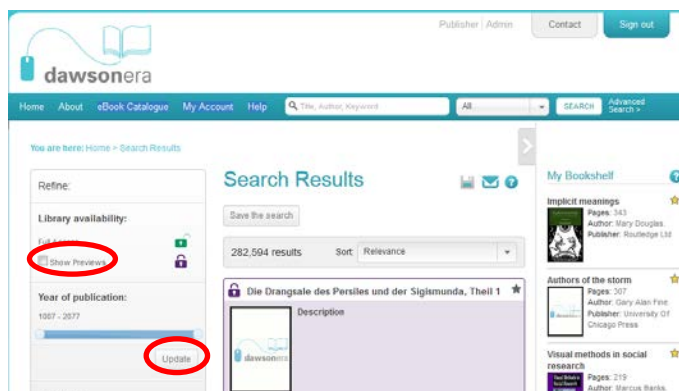 Publisher | Admin
Contact
Sign out
dawsonera
Home About eBook Catalogue My Account Help
Title, Author, Keyword
All
SEARCH
Advanced Search >
You are here: Home > Search Results
Refine:
Library availability:
Full Access
Show Previews
Year of publication:
1007 - 2077
Update
Search Results
Save the search
282,594 results
Sort
Relevance
Die Drangsale des Persiles und der Sigismunda, Theil 1
Description
dawsonera
My Bookshelf
Implicit meanings
Pages: 343
Author: Mary Douglas.
Publisher: Routledge Ltd
Authors of the storm
Pages: 307
Author: Gary Alan Fine.
Publisher: University Of
Chicago Press
Visual methods in social
research
Pages: 219
Author: Marcus Banks.